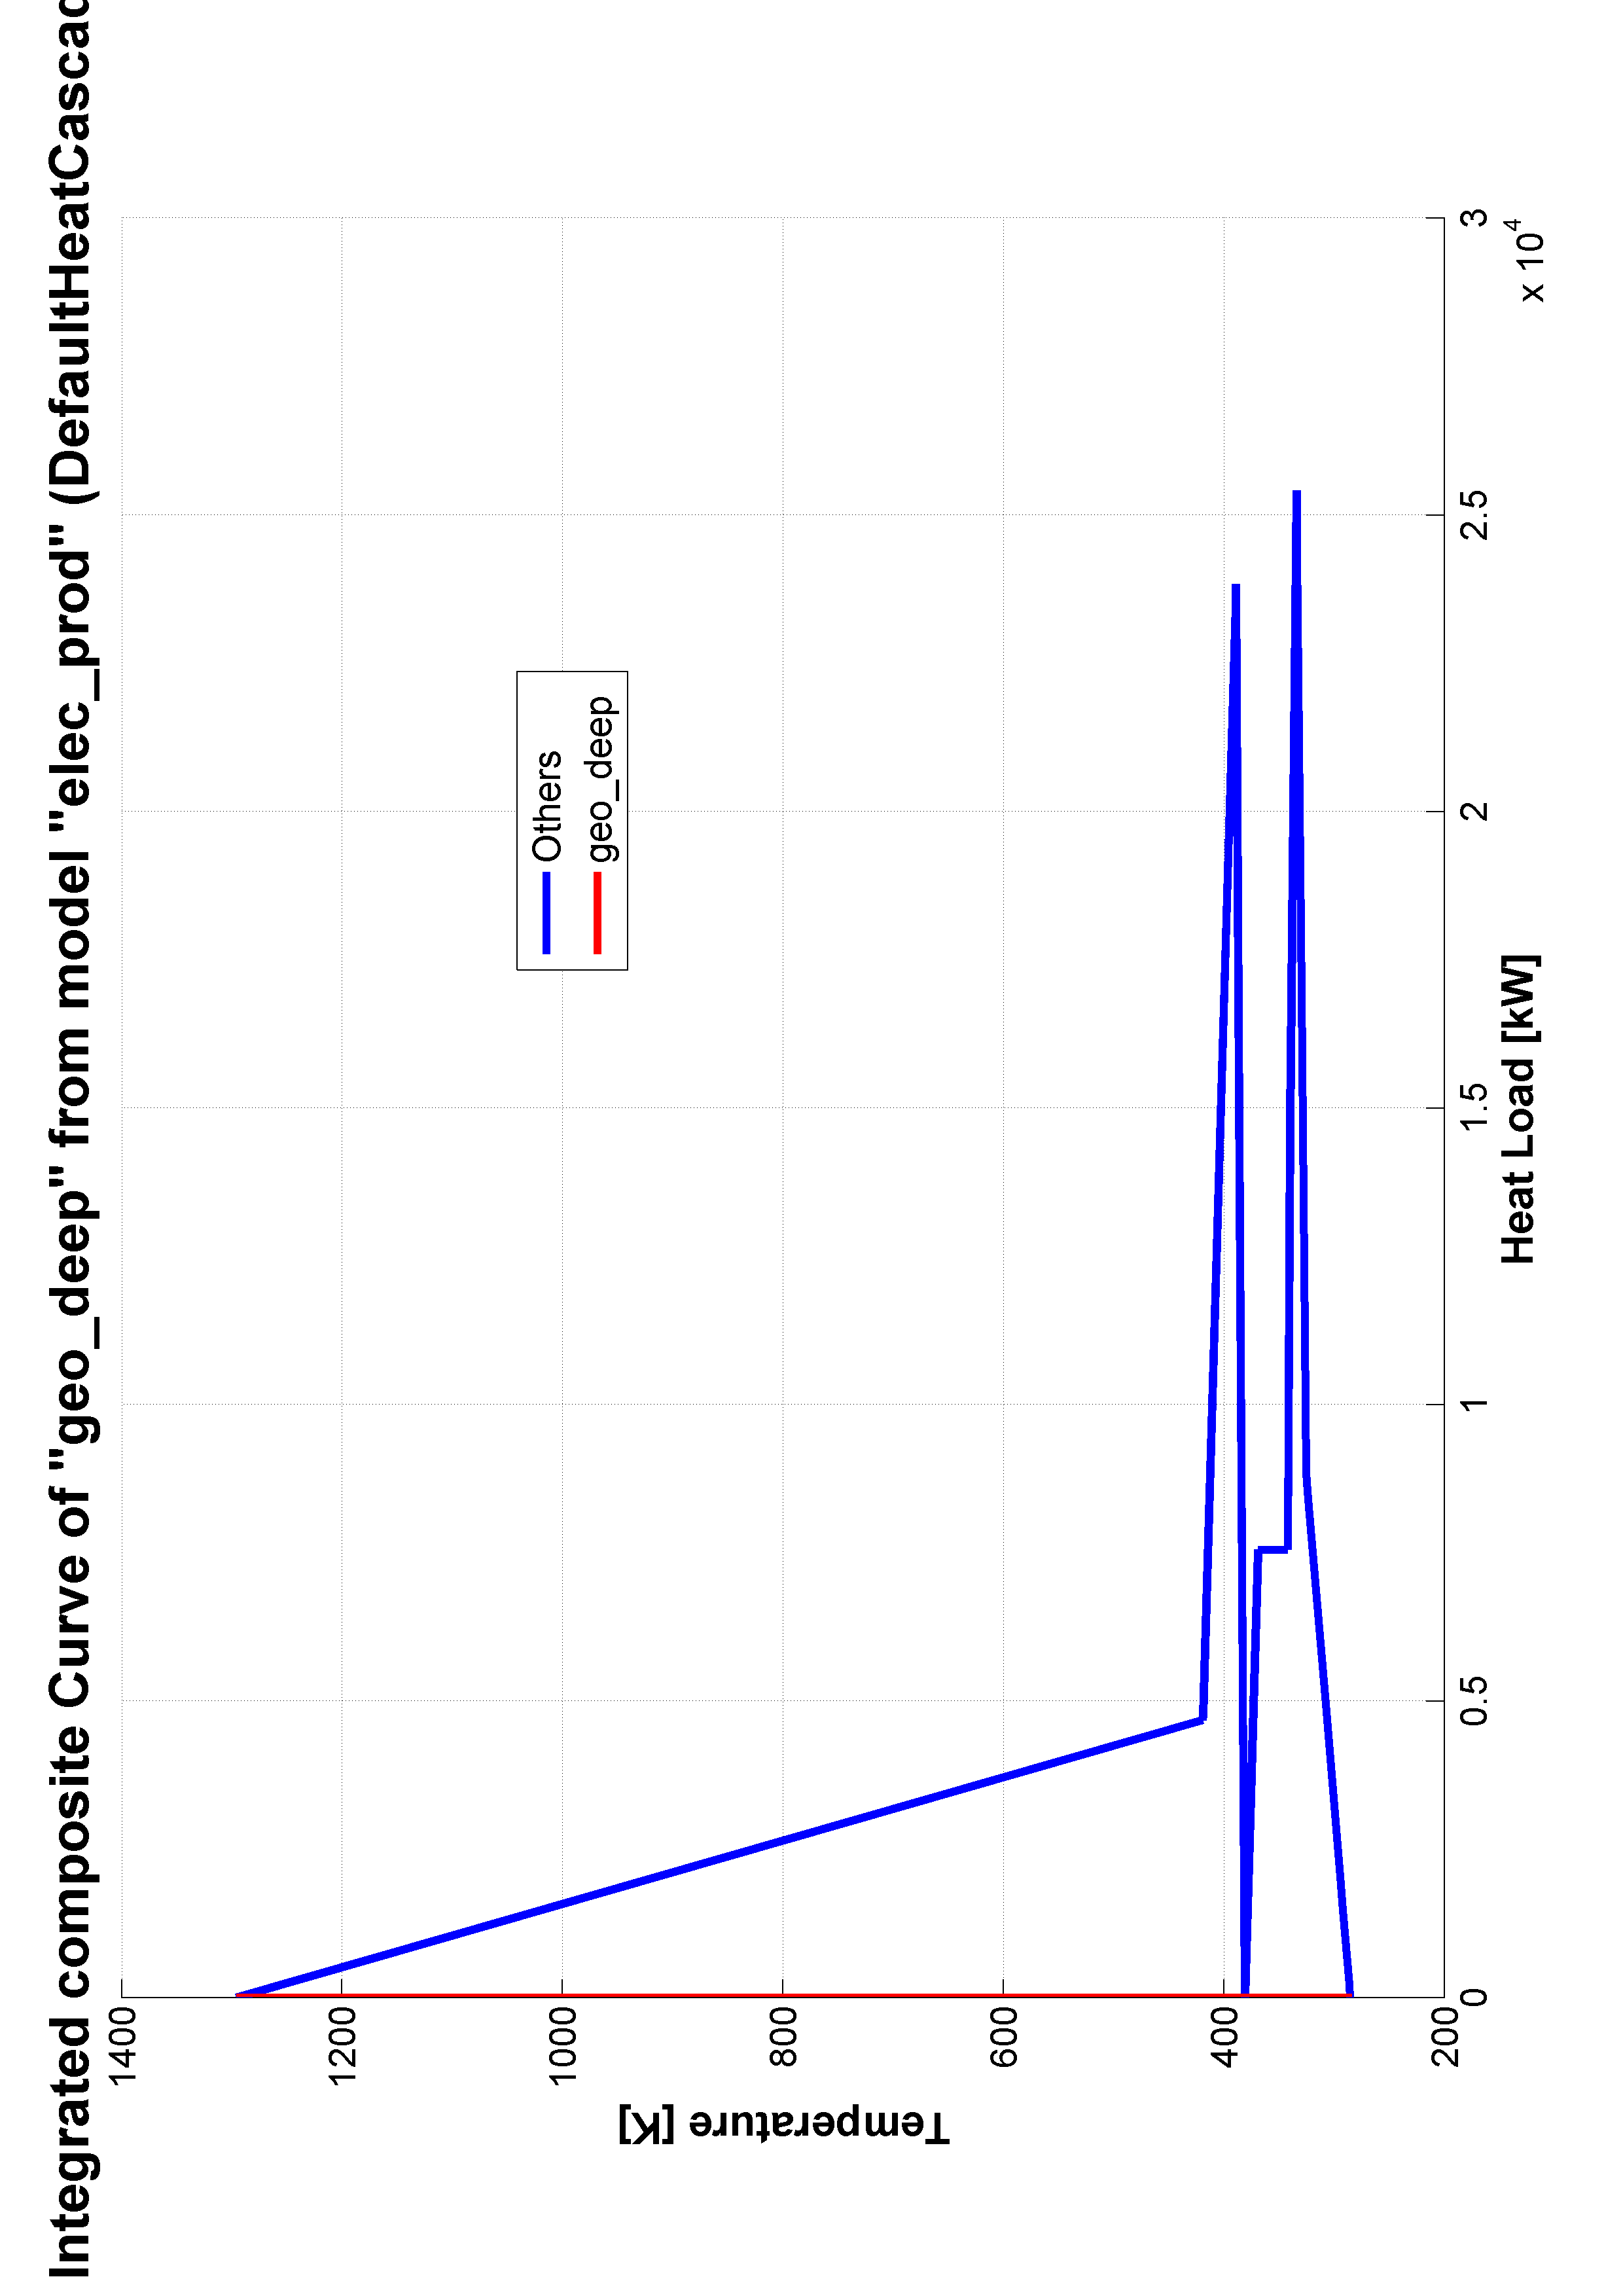 Integrated composite Curve of "geo_deep" from model "elec_prod" (DefaultHeatCascad
Temperature [K]
1400
1200
1000
800
600
400
200
Others
geo_deep
0
0.5
1
1.5
2
2.5
3
x 10^4
Heat Load [kW]